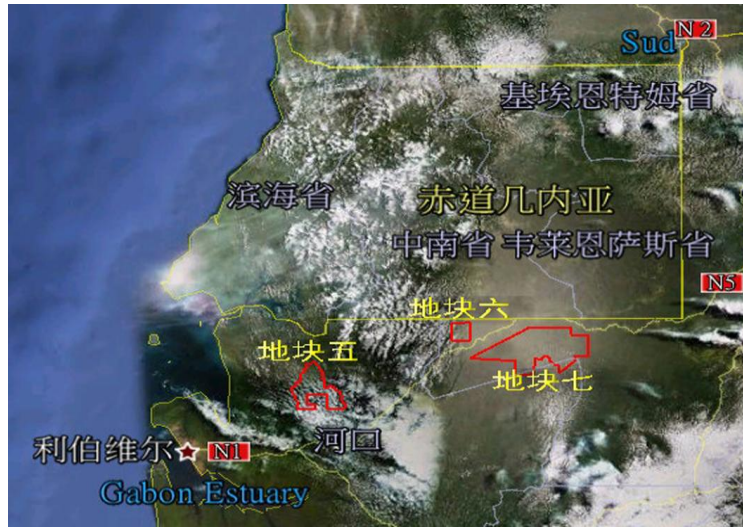 N 2
Sud
基埃恩特姆省
滨海省
赤道几内亚
中南省 韦莱恩萨斯省
N5
地块六
地块五
地块七
河口
利伯维尔
N1
Gabon Estuary